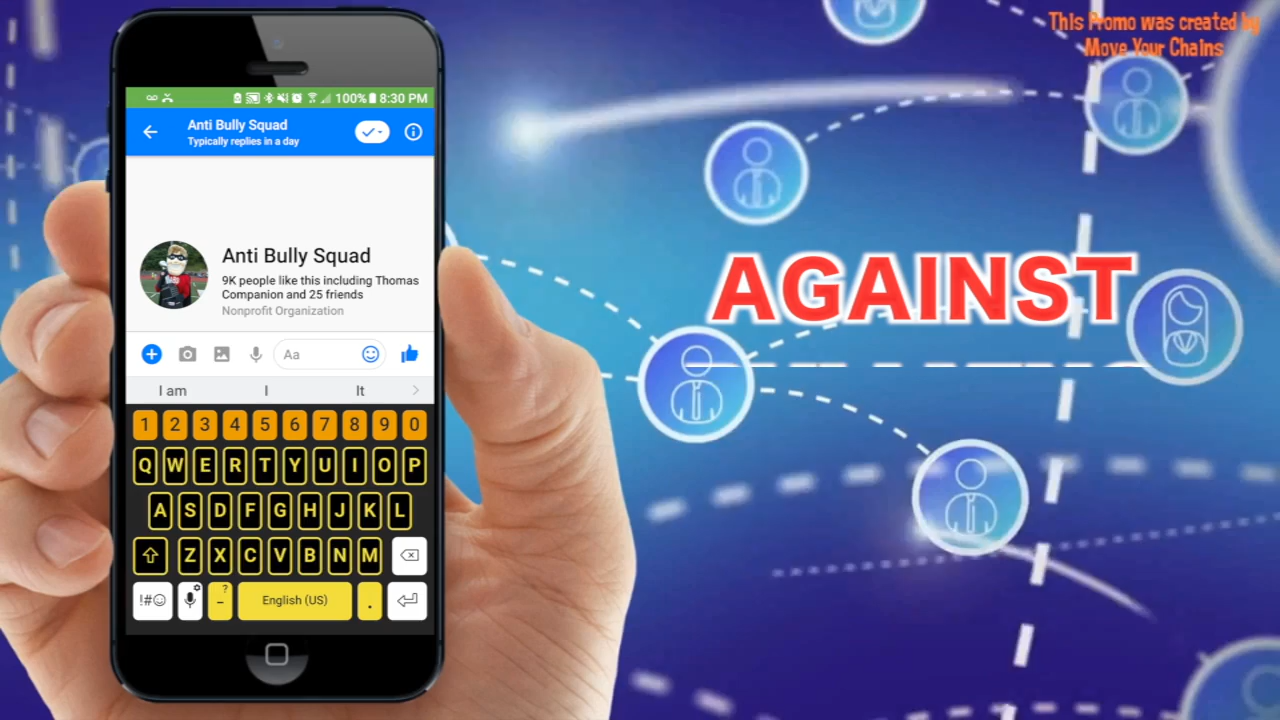 This Promo was created by
Move Your Chains
100% 8:30 PM
Anti Bully Squad
Typically replies in a day
Anti Bully Squad
9K people like this including Thomas
Companion and 25 friends
Nonprofit Organization
Aa
I am I It
1 2 3 4 5 6 7 8 9 0
Q W E R T Y U I O P
A S D F G H J K L
Z X C V B N M
!#☺ ? – English (US) .
AGAINST